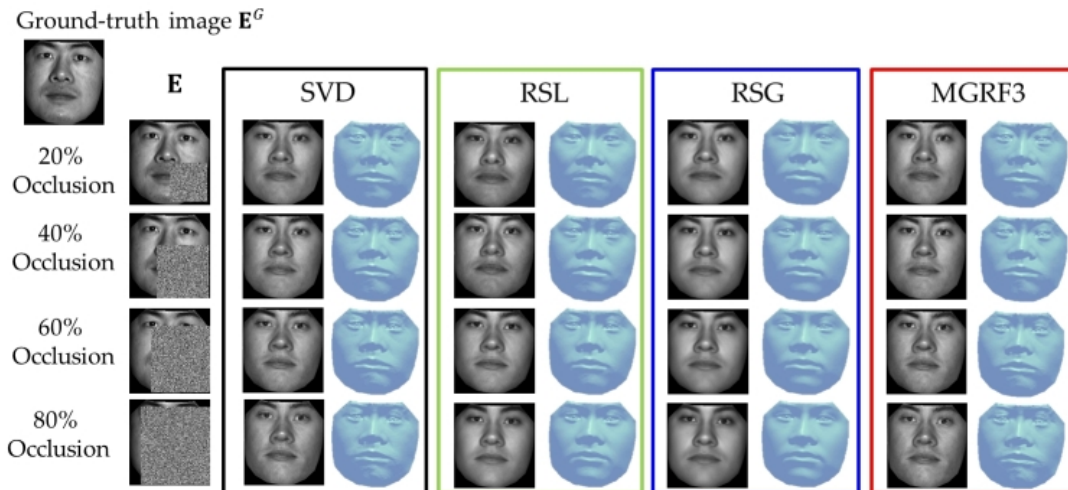 Ground-truth image E^G
E
SVD
RSL
RSG
MGRF3
20%
Occlusion
40%
Occlusion
60%
Occlusion
80%
Occlusion